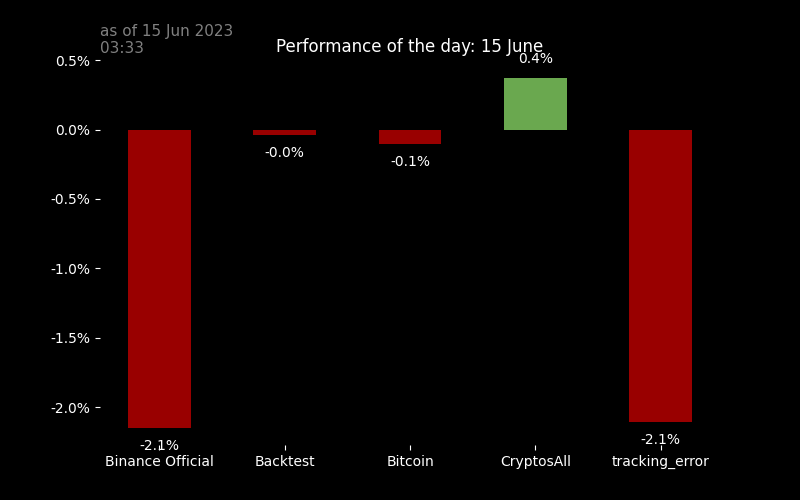 as of 15 Jun 2023
03:33
Performance of the day: 15 June
0.5%
0.0%
-0.5%
-1.0%
-1.5%
-2.0%
-2.1%
-0.0%
-0.1%
0.4%
-2.1%
Binance Official
Backtest
Bitcoin
CryptosAll
tracking_error